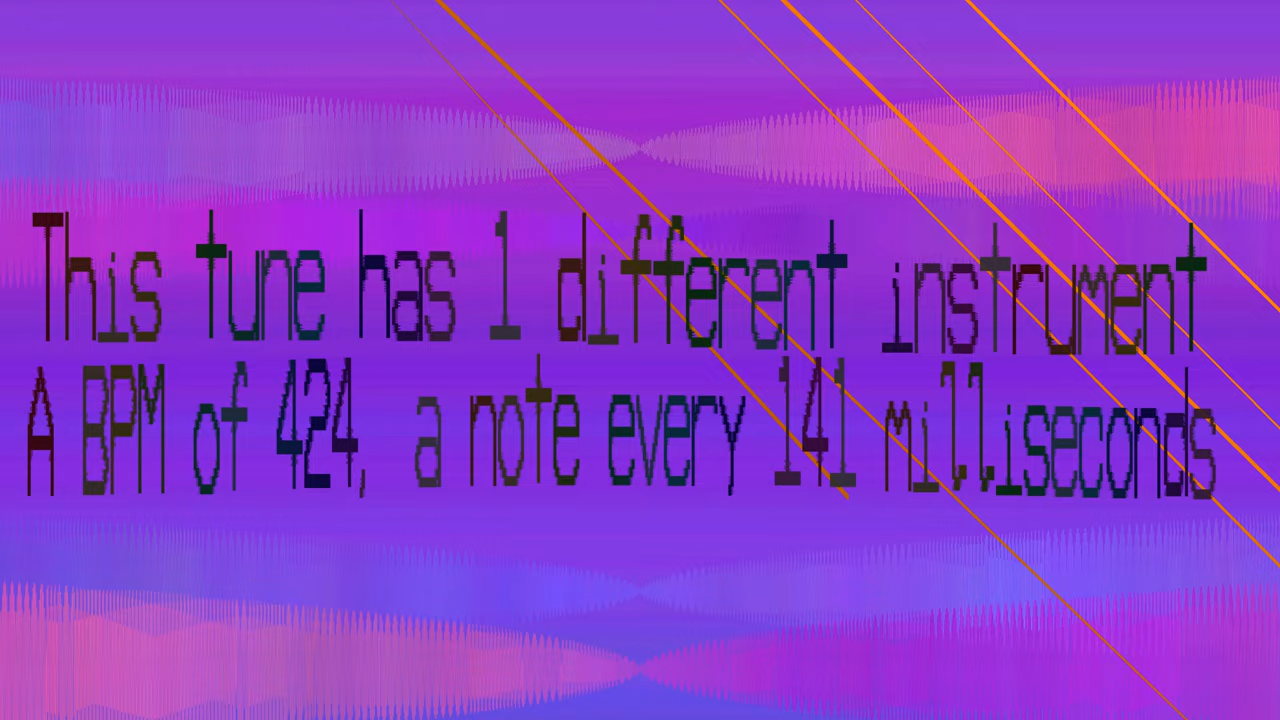 This tune has 1 different instrument
A BPM of 424, a note every 141 milliseconds